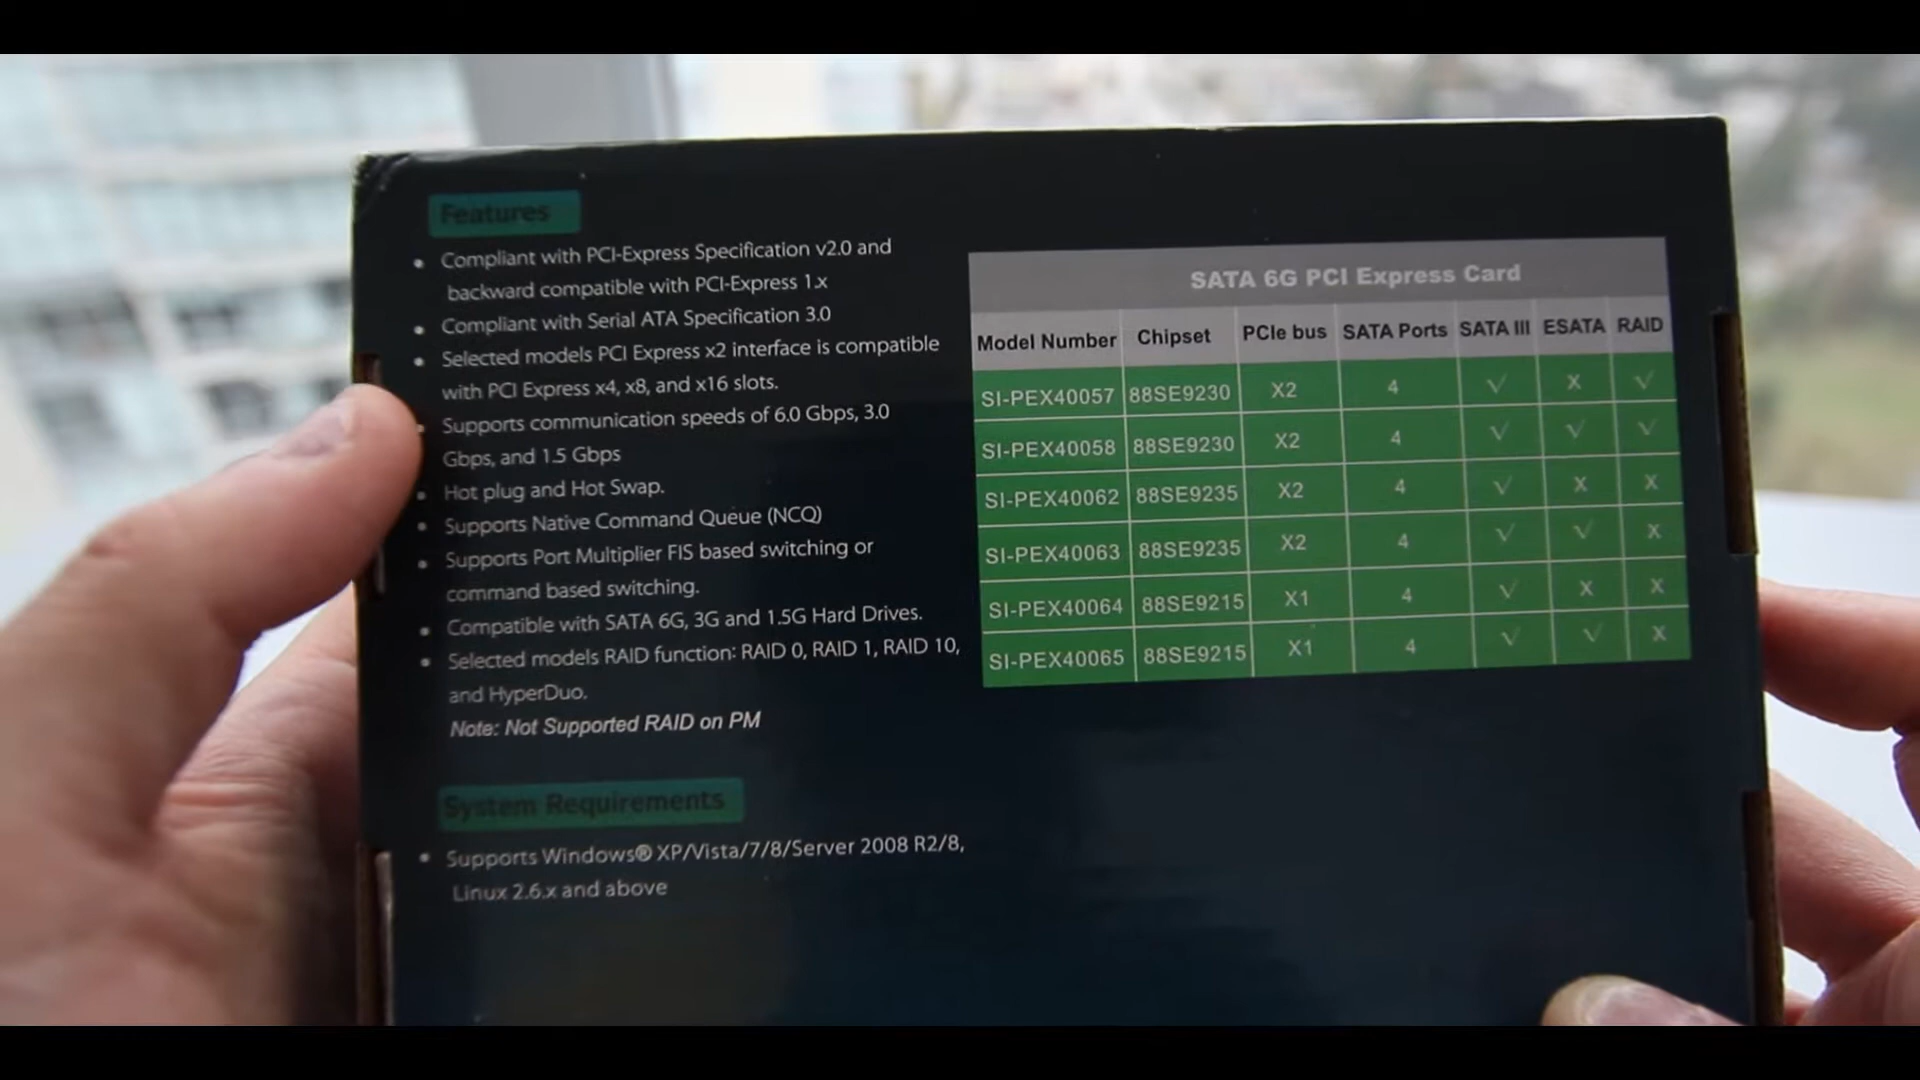 Features
• Compliant with PCI-Express Specification v2.0 and
backward compatible with PCI-Express 1.x
• Compliant with Serial ATA Specification 3.0
• Selected models PCI Express x2 interface is compatible
with PCI Express x4, x8, and x16 slots.
• Supports communication speeds of 6.0 Gbps, 3.0
Gbps, and 1.5 Gbps
• Hot plug and Hot Swap.
• Supports Native Command Queue (NCQ)
• Supports Port Multiplier FIS based switching or
command based switching.
• Compatible with SATA 6G, 3G and 1.5G Hard Drives.
• Selected models RAID function: RAID 0, RAID 1, RAID 10,
and HyperDuo.
Note: Not Supported RAID on PM
System Requirements
• Supports Windows® XP/Vista/7/8/Server 2008 R2/8,
Linux 2.6.x and above
SATA 6G PCI Express Card
Model Number Chipset PCIe bus SATA Ports SATA III ESATA RAID
SI-PEX40057 88SE9230 X2 4 √ X √
SI-PEX40058 88SE9230 X2 4 √ √ √
SI-PEX40062 88SE9235 X2 4 √ X X
SI-PEX40063 88SE9235 X2 4 √ √ X
SI-PEX40064 88SE9215 X1 4 √ X X
SI-PEX40065 88SE9215 X1 4 √ √ X